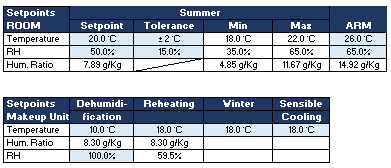 Setpoints Summer
ROOM Setpoint Tolerance Min Max ARM
Temperature 20.0 °C ± 2 °C 18.0 °C 22.0 °C 26.0 °C
RH 50.0% 15.0% 35.0% 65.0% 65.0%
Hum. Ratio 7.89 g/Kg 4.85 g/Kg 11.67 g/Kg 14.92 g/Kg
Setpoints Dehumidi- Reheating Winter Sensible
Makeup Unit fication Cooling
Temperature 10.0 °C 18.0 °C 18.0 °C 18.0 °C
Hum. Ratio 8.30 g/Kg 8.30 g/Kg
RH 100.0% 59.5%